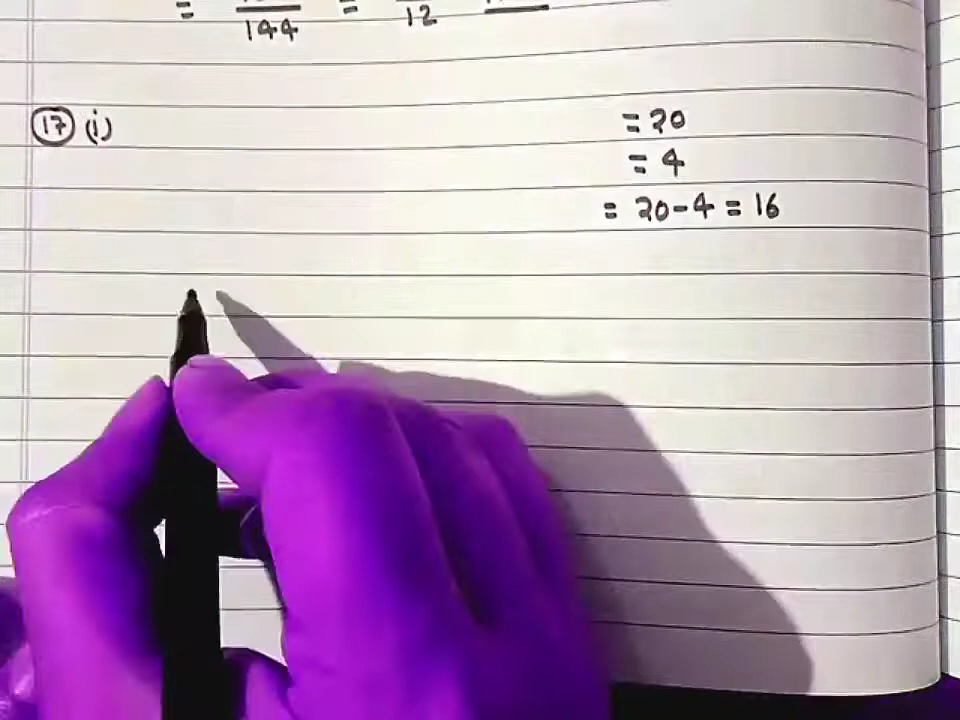 = 144 = 12
17 (i) = 20
= 4
= 20-4 = 16